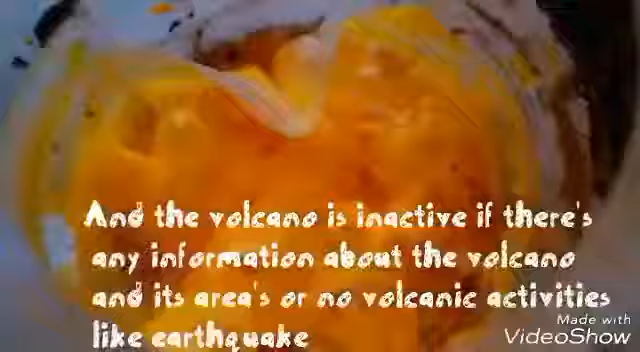 And the volcano is inactive if there's
any information about the volcano
and its area's or no volcanic activities
like earthquake
Made with
VideoShow